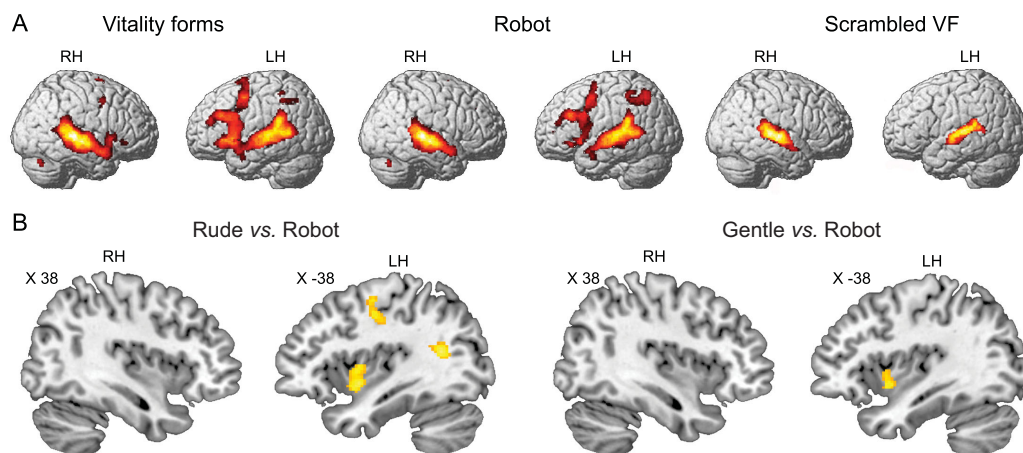 A Vitality forms Robot Scrambled VF
RH LH RH LH RH LH
B Rude vs. Robot Gentle vs. Robot
RH LH RH LH
X 38 X -38 X 38 X -38